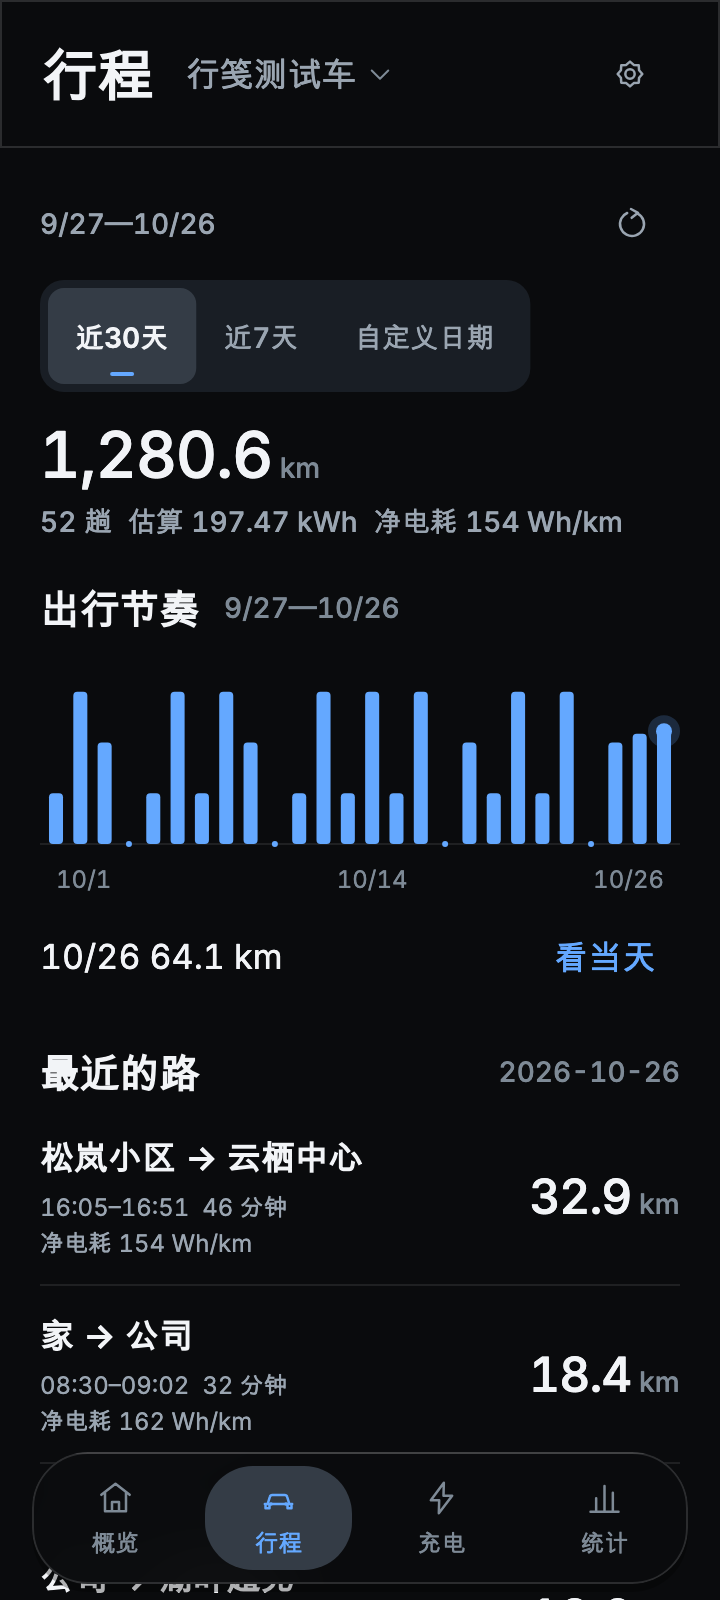 行程 行笺测试车
9/27—10/26
近30天 近7天 自定义日期
1,280.6 km
52 趟 估算 197.47 kWh 净电耗 154 Wh/km
出行节奏 9/27—10/26
10/1 10/14 10/26
10/26 64.1 km 看当天
最近的路 2026-10-26
松岚小区 → 云栖中心
16:05–16:51 46 分钟
净电耗 154 Wh/km
32.9 km
家 → 公司
08:30–09:02 32 分钟
净电耗 162 Wh/km
18.4 km
概览 行程 充电 统计